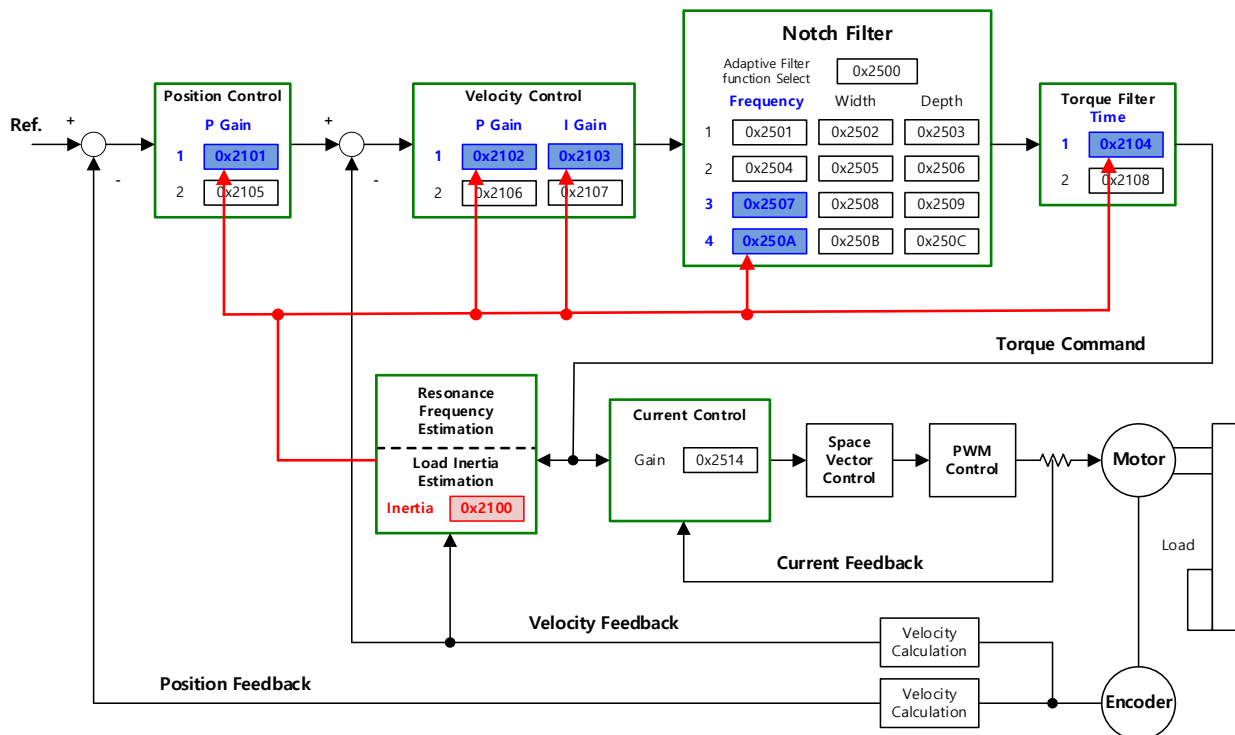 Notch Filter
Adaptive Filter
function Select
0x2500
Frequency Width Depth
1 0x2501 0x2502 0x2503
2 0x2504 0x2505 0x2506
3 0x2507 0x2508 0x2509
4 0x250A 0x250B 0x250C
Position Control
P Gain
1 0x2101
2 0x2105
Velocity Control
P Gain I Gain
1 0x2102 0x2103
2 0x2106 0x2107
Torque Filter
Time
1 0x2104
2 0x2108
Ref.
+
-
+
-
Torque Command
Resonance
Frequency
Estimation
Load Inertia
Estimation
Inertia 0x2100
Current Control
Gain 0x2514
Space
Vector
Control
PWM
Control
Motor
Load
Current Feedback
Velocity Feedback
Velocity
Calculation
Position Feedback
Velocity
Calculation
Encoder